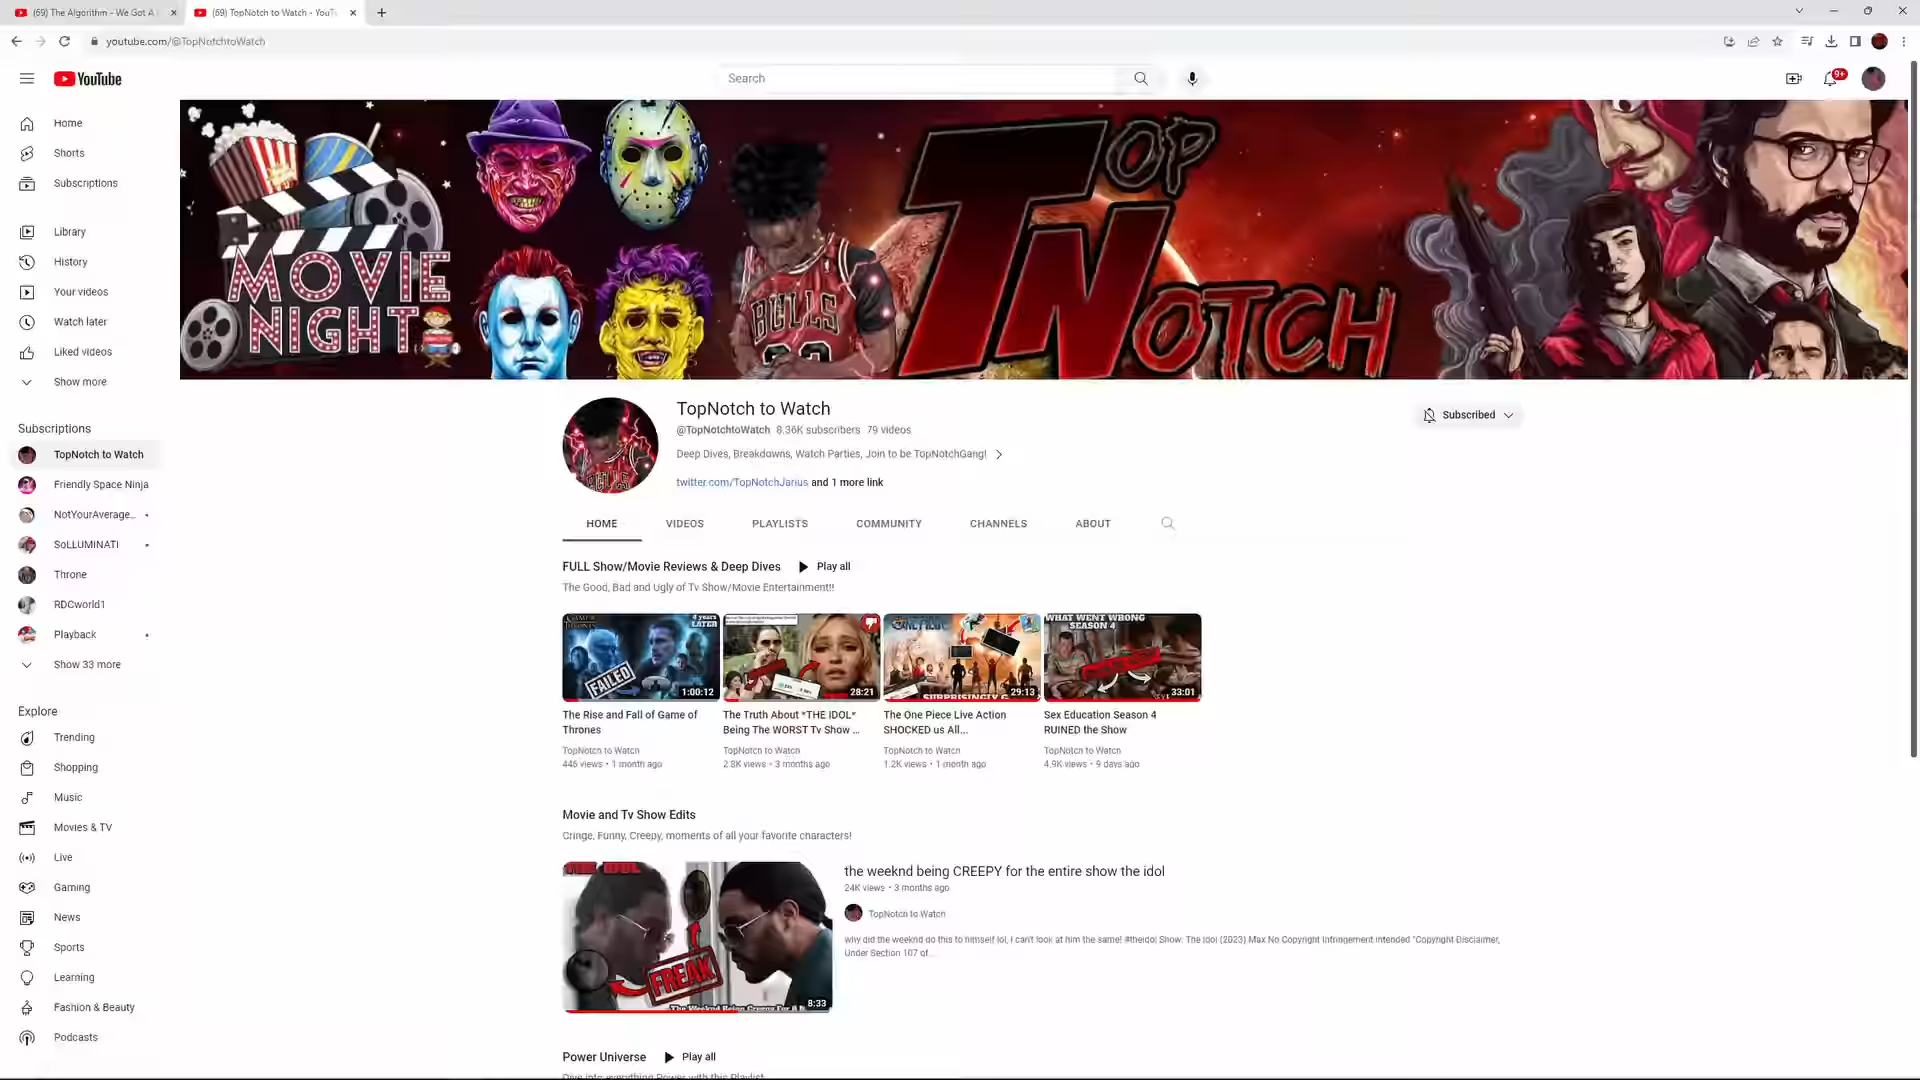 (69) The Algorithm - We Got A
(69) TopNotch to Watch - YouT
youtube.com/@TopNotchtoWatch
YouTube
Search
9+
Home
Shorts
Subscriptions
Library
History
Your videos
Watch later
Liked videos
Show more
Subscriptions
TopNotch to Watch
Friendly Space Ninja
NotYourAverage...
SoLLUMINATI
Throne
RDCworld1
Playback
Show 33 more
Explore
Trending
Shopping
Music
Movies & TV
Live
Gaming
News
Sports
Learning
Fashion & Beauty
Podcasts
MOVIE
NIGHT
BULLS
TOP
NOTCH
TopNotch to Watch
@TopNotchtoWatch 8.36K subscribers 79 videos
Deep Dives, Breakdowns, Watch Parties, Join to be TopNotchGang!
twitter.com/TopNotchJarius and 1 more link
Subscribed
HOME VIDEOS PLAYLISTS COMMUNITY CHANNELS ABOUT
FULL Show/Movie Reviews & Deep Dives Play all
The Good, Bad and Ugly of Tv Show/Movie Entertainment!!
4 years
LATER
FAILED
1:00:12
The Rise and Fall of Game of
Thrones
TopNotch to Watch
446 views • 1 month ago
28:21
The Truth About *THE IDOL*
Being The WORST Tv Show ...
TopNotch to Watch
2.8K views • 3 months ago
29:13
The One Piece Live Action
SHOCKED us All...
TopNotch to Watch
1.2K views • 1 month ago
WHAT WENT WRONG
SEASON 4
33:01
Sex Education Season 4
RUINED the Show
TopNotch to Watch
4.9K views • 9 days ago
Movie and Tv Show Edits
Cringe, Funny, Creepy, moments of all your favorite characters!
THE IDOL
FREAK
8:33
the weeknd being CREEPY for the entire show the idol
24K views • 3 months ago
TopNotch to Watch
why did the weeknd do this to himself lol, I can't look at him the same! #theidol Show: The Idol (2023) Max No Copyright Infringement intended "Copyright Disclaimer,
Under Section 107 of...
Power Universe Play all
Dive into everything Power with this Playlist